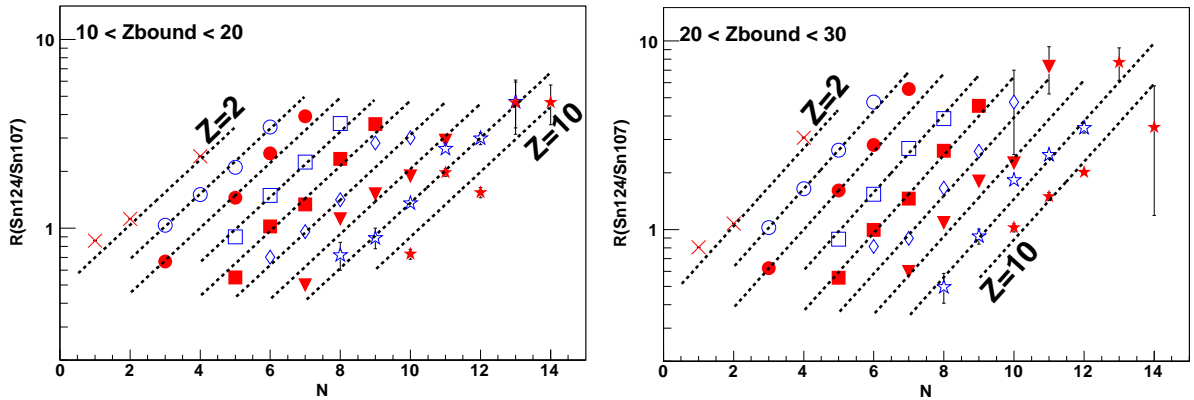 10 < Zbound < 20
R(Sn124/Sn107)
10
1
Z=2
Z=10
0 2 4 6 8 10 12 14
N
20 < Zbound < 30
R(Sn124/Sn107)
10
1
Z=2
Z=10
0 2 4 6 8 10 12 14
N